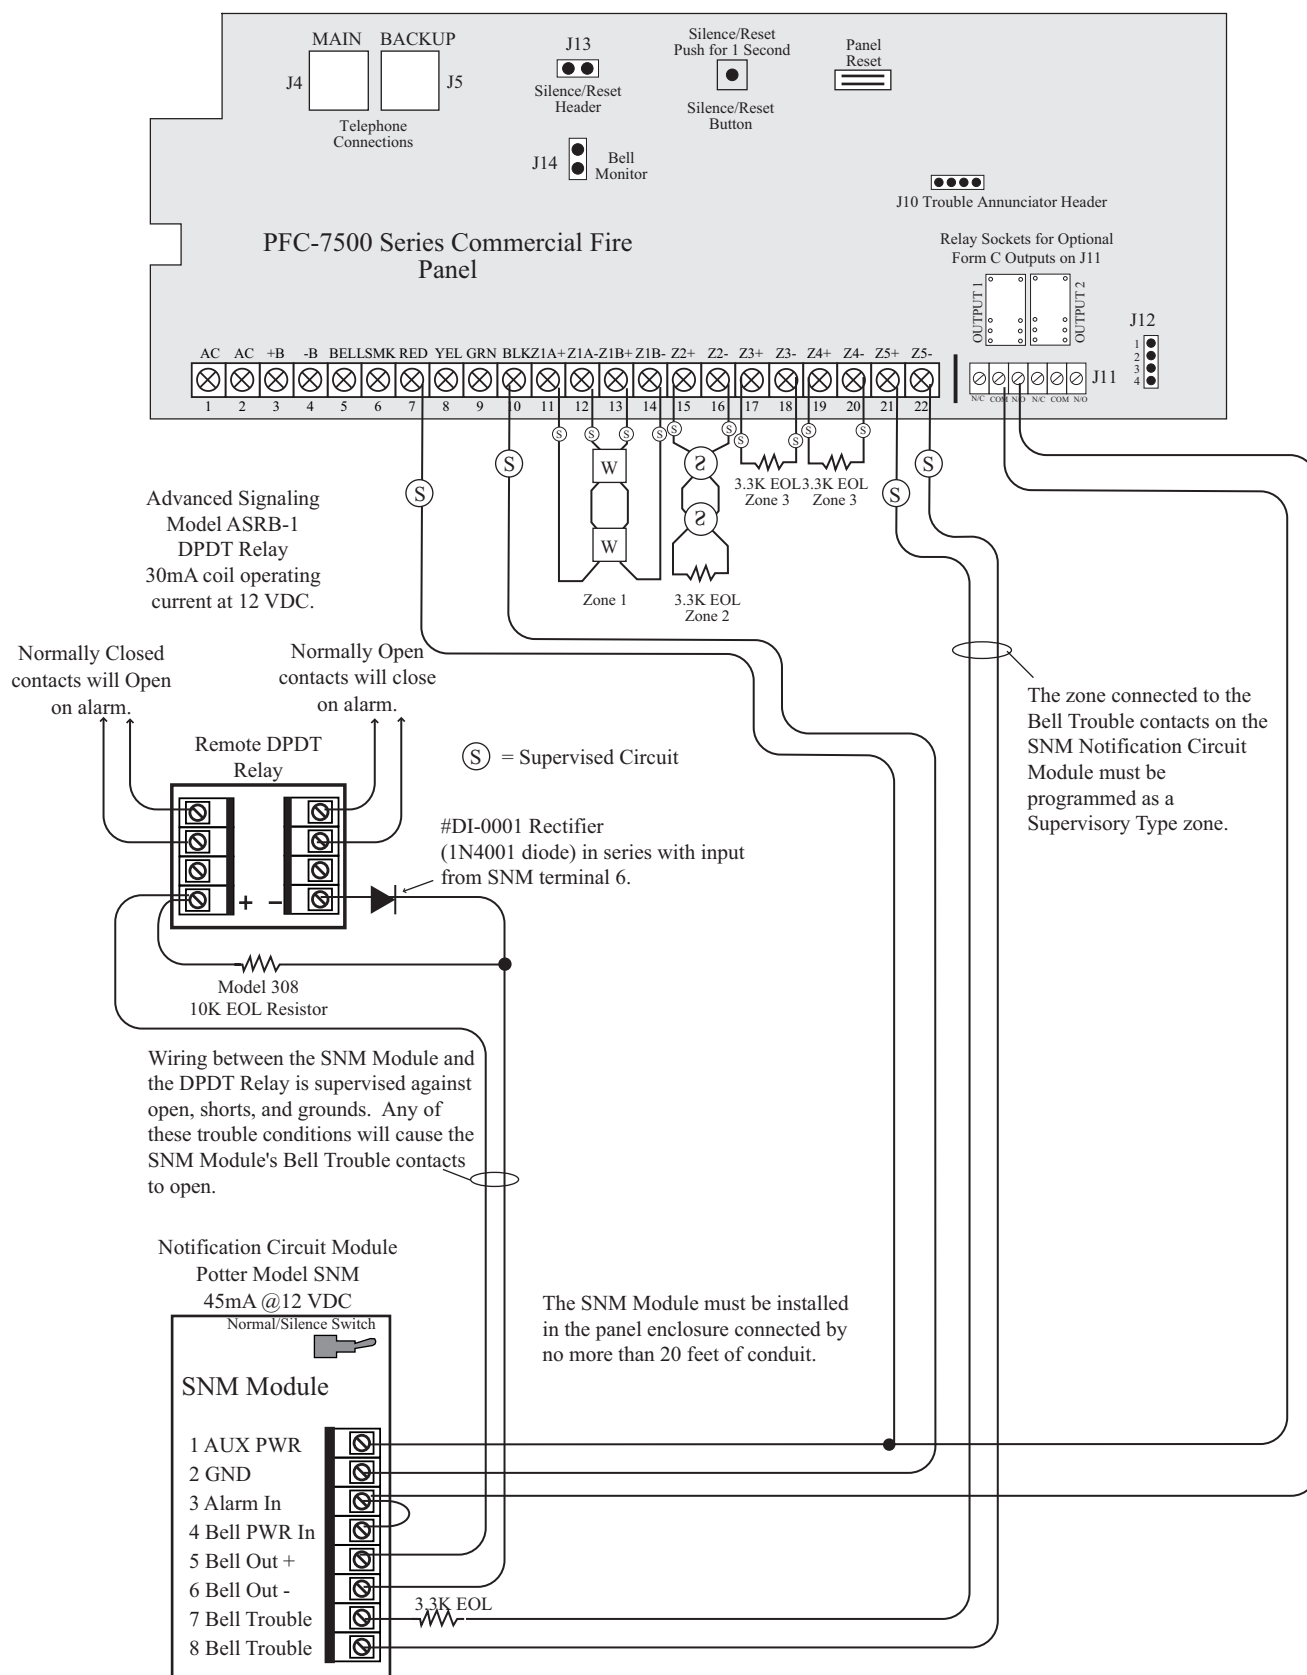 MAIN BACKUP
J4
J5
Telephone
Connections
J13
Silence/Reset
Header
J14
Bell
Monitor
Silence/Reset
Push for 1 Second
Silence/Reset
Button
Panel
Reset
J10 Trouble Annunciator Header
PFC-7500 Series Commercial Fire
Panel
Relay Sockets for Optional
Form C Outputs on J11
OUTPUT 1
OUTPUT 2
J12
1
2
3
4
AC AC +B -B BELL SMK RED YEL GRN BLK Z1A+ Z1A- Z1B+ Z1B- Z2+ Z2- Z3+ Z3- Z4+ Z4- Z5+ Z5-
J11
1 2 3 4 5 6 7 8 9 10 11 12 13 14 15 16 17 18 19 20 21 22
N/C COM N/O N/C COM N/O
S S S S S S S S S S
S S S S
W
S
W
S
3.3K EOL
Zone 3
3.3K EOL
Zone 3
Zone 1
3.3K EOL
Zone 2
Advanced Signaling
Model ASRB-1
DPDT Relay
30mA coil operating
current at 12 VDC.
Normally Closed
contacts will Open
on alarm.
Normally Open
contacts will close
on alarm.
Remote DPDT
Relay
S = Supervised Circuit
The zone connected to the
Bell Trouble contacts on the
SNM Notification Circuit
Module must be
programmed as a
Supervisory Type zone.
#DI-0001 Rectifier
(1N4001 diode) in series with input
from SNM terminal 6.
+ −
Model 308
10K EOL Resistor
Wiring between the SNM Module and
the DPDT Relay is supervised against
open, shorts, and grounds. Any of
these trouble conditions will cause the
SNM Module's Bell Trouble contacts
to open.
Notification Circuit Module
Potter Model SNM
45mA @12 VDC
Normal/Silence Switch
The SNM Module must be installed
in the panel enclosure connected by
no more than 20 feet of conduit.
SNM Module
1 AUX PWR
2 GND
3 Alarm In
4 Bell PWR In
5 Bell Out +
6 Bell Out -
7 Bell Trouble
8 Bell Trouble
3.3K EOL